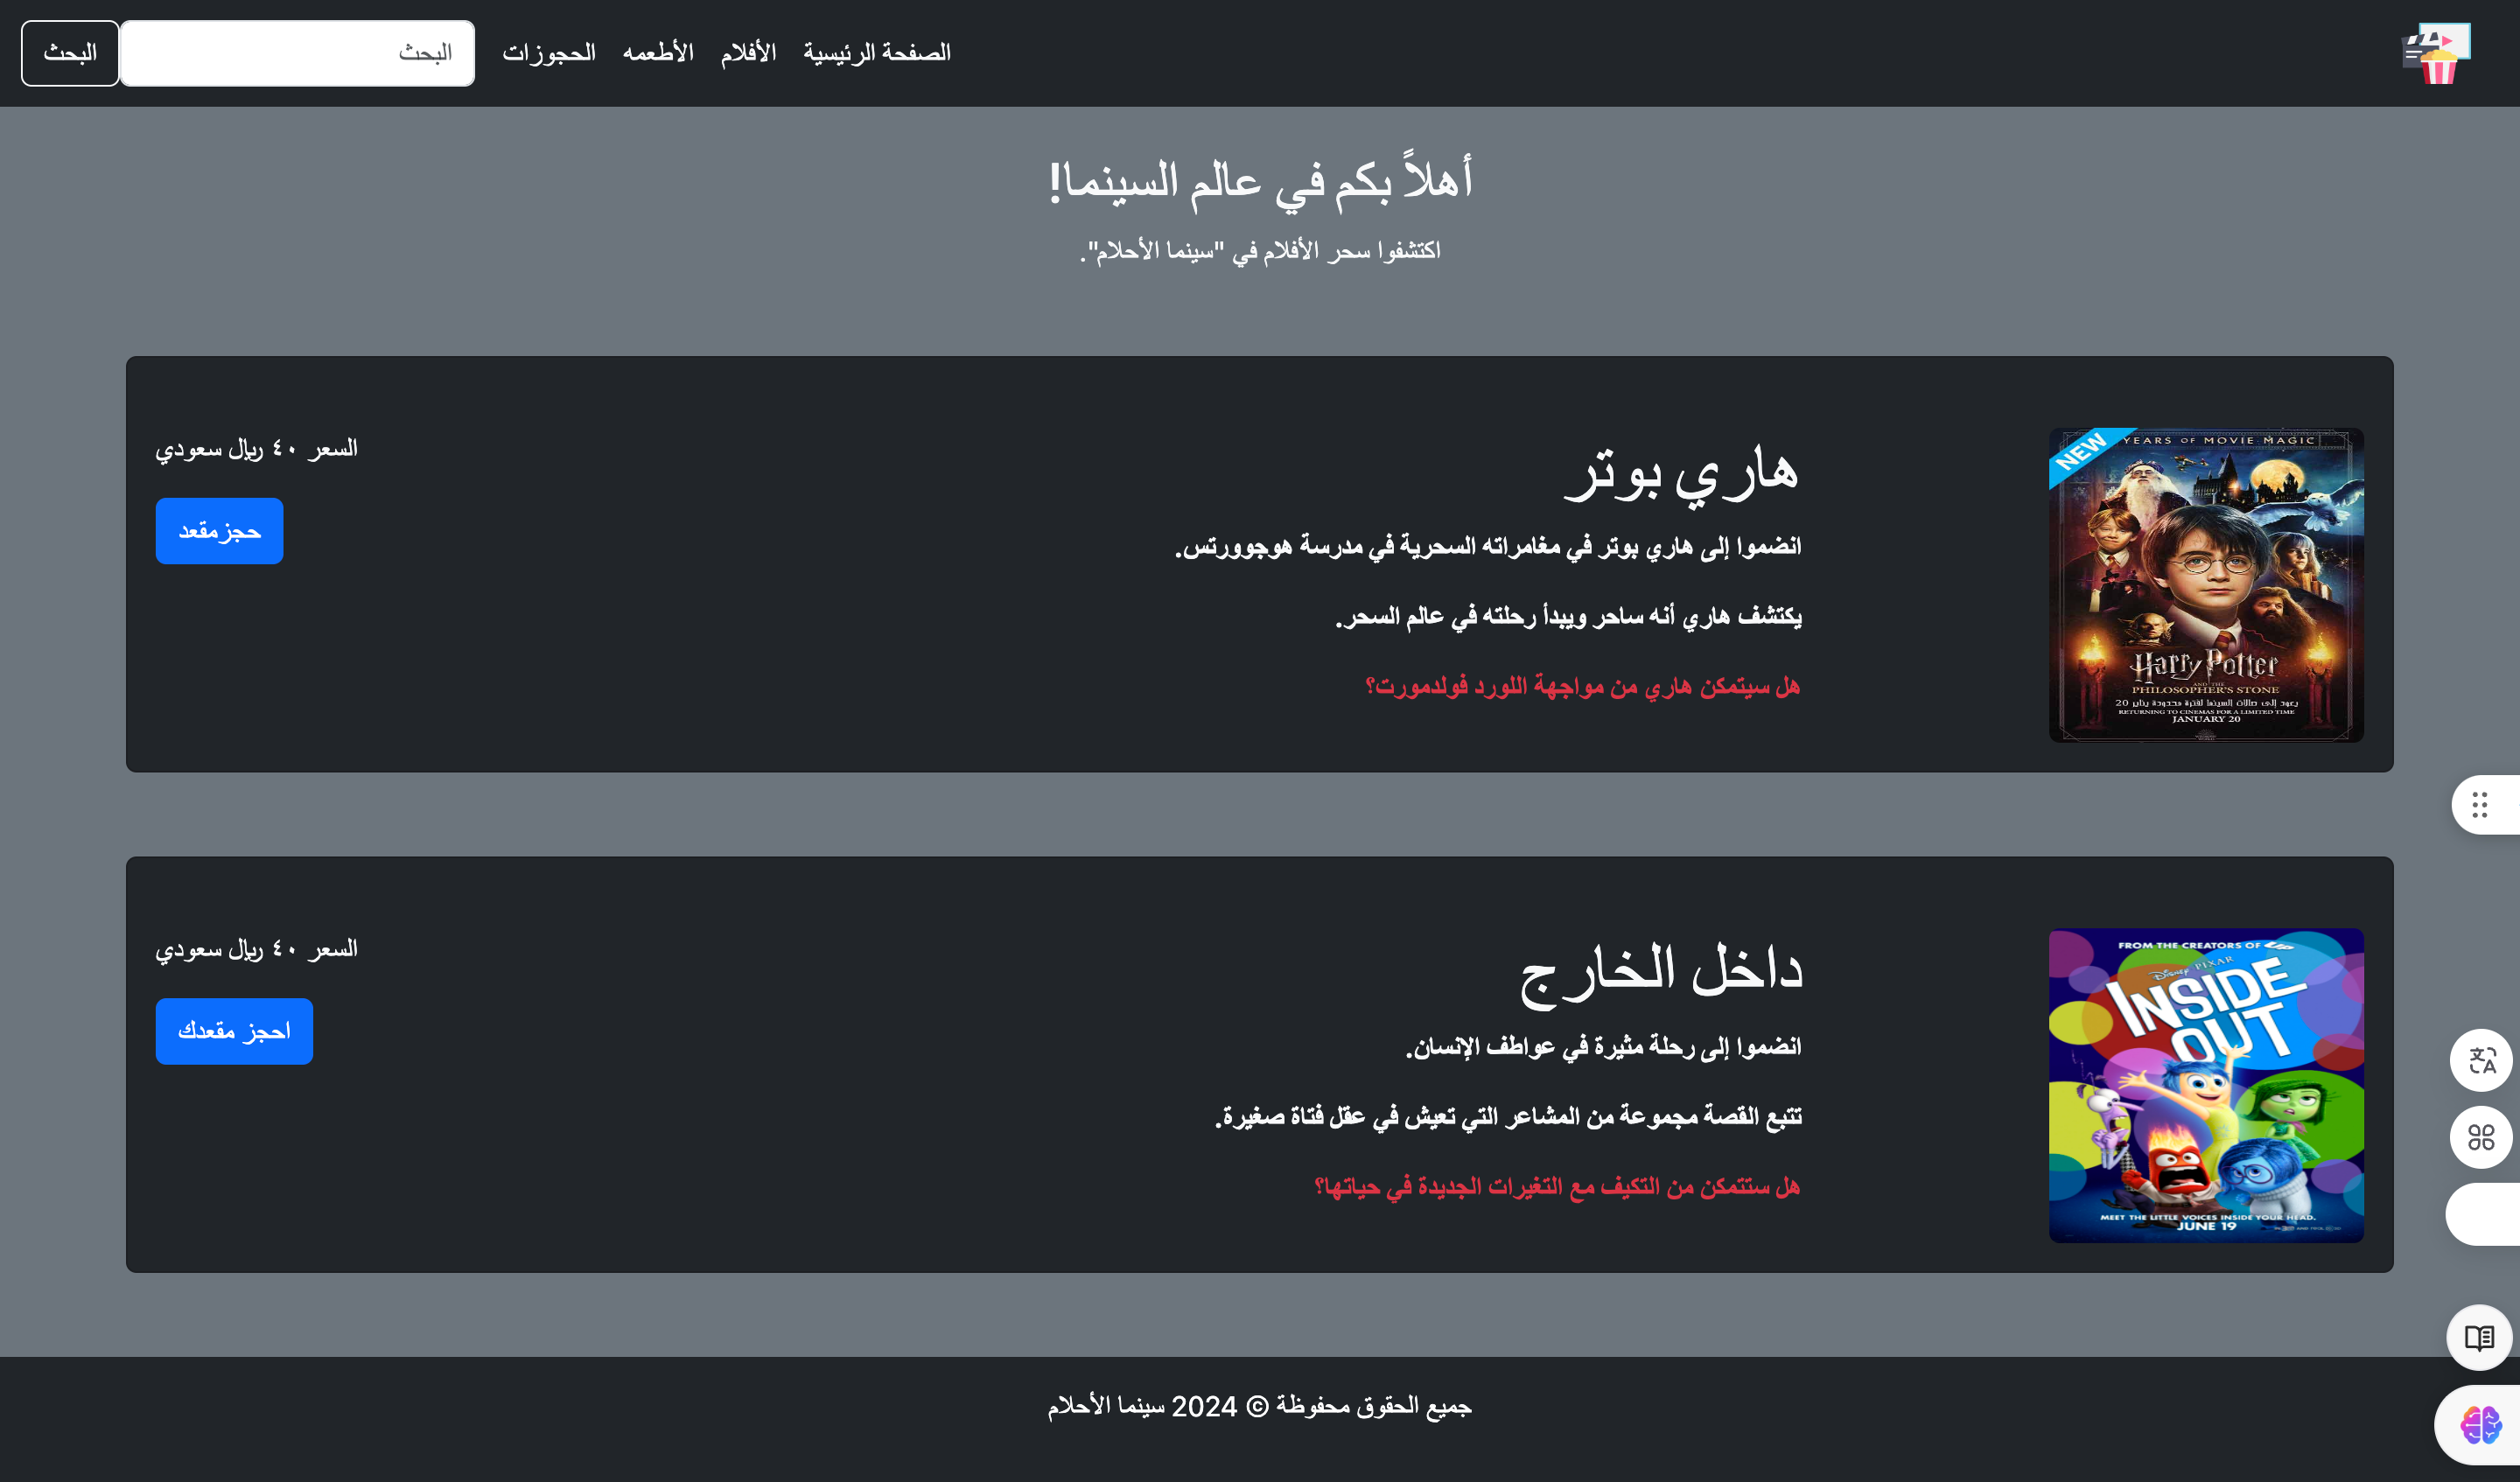 الصفحة الرئيسية الأفلام الأطعمه الحجوزات البحث البحث
أهلاً بكم في عالم السينما!
اكتشفوا سحر الأفلام في "سينما الأحلام".
YEARS OF MOVIE MAGIC
NEW
Harry Potter
AND THE
PHILOSOPHER'S STONE
يعود إلى صالات السينما لفترة محدودة يناير 20
RETURNING TO CINEMAS FOR A LIMITED TIME
JANUARY 20
هاري بوتر
انضموا إلى هاري بوتر في مغامراته السحرية في مدرسة هوجوورتس.
يكتشف هاري أنه ساحر ويبدأ رحلته في عالم السحر.
هل سيتمكن هاري من مواجهة اللورد فولدمورت؟
السعر ٤٠ ريال سعودي
حجز مقعد
FROM THE CREATORS OF UP
DISNEY PIXAR
INSIDE
OUT
MEET THE LITTLE VOICES INSIDE YOUR HEAD.
JUNE 19
داخل الخارج
انضموا إلى رحلة مثيرة في عواطف الإنسان.
تتبع القصة مجموعة من المشاعر التي تعيش في عقل فتاة صغيرة.
هل ستتمكن من التكيف مع التغيرات الجديدة في حياتها؟
السعر ٤٠ ريال سعودي
احجز مقعدك
جميع الحقوق محفوظة © 2024 سينما الأحلام